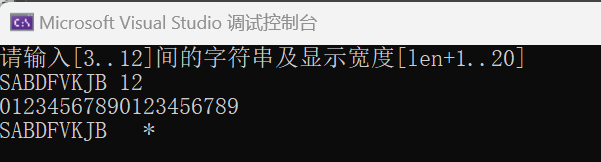 Microsoft Visual Studio 调试控制台
请输入[3..12]间的字符串及显示宽度[len+1..20]
SABDFVKJB 12
01234567890123456789
SABDFVKJB   *